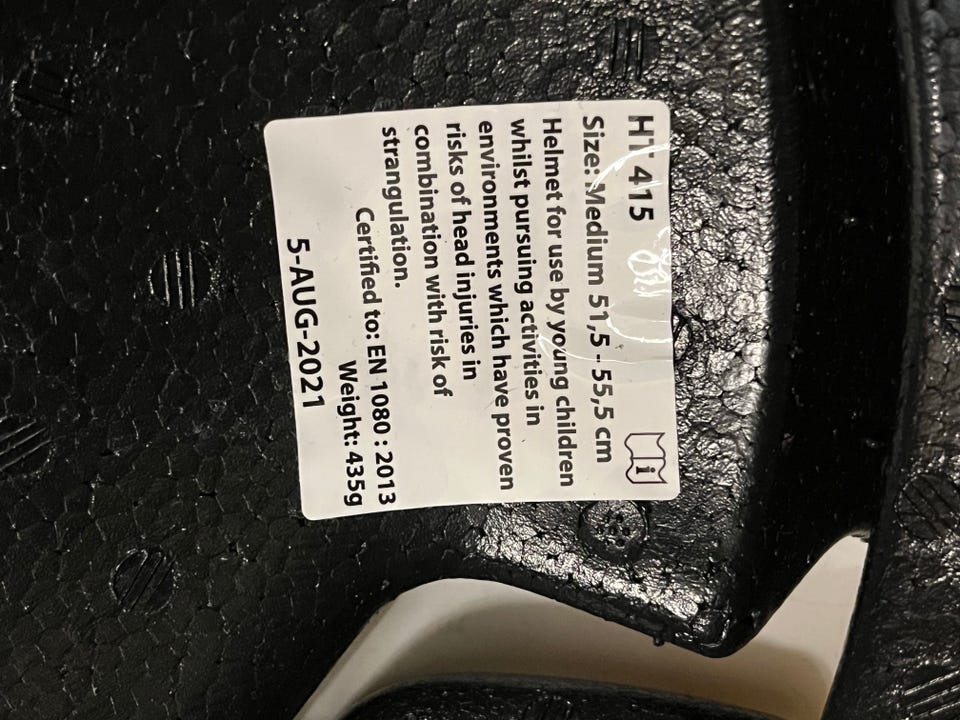 HT 415
Size: Medium 51,5 – 55,5 cm
Helmet for use by young children
whilst pursuing activities in
environments which have proven
risks of head injuries in
combination with risk of
strangulation.
Certified to: EN 1080 : 2013
Weight: 435g
5-AUG-2021
i